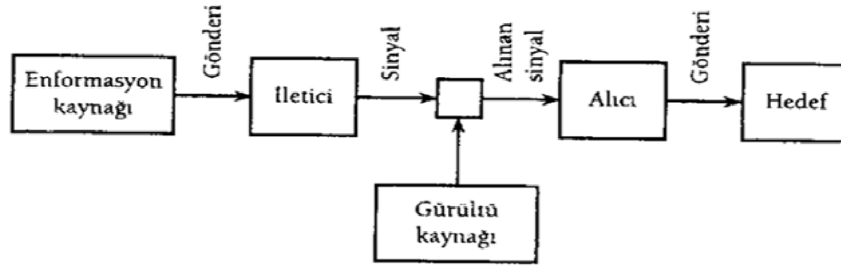 Enformasyon
kaynağı
Gönderi
İletici
Sinyal
Alınan
sinyal
Alıcı
Gönderi
Hedef
Gürültü
kaynağı